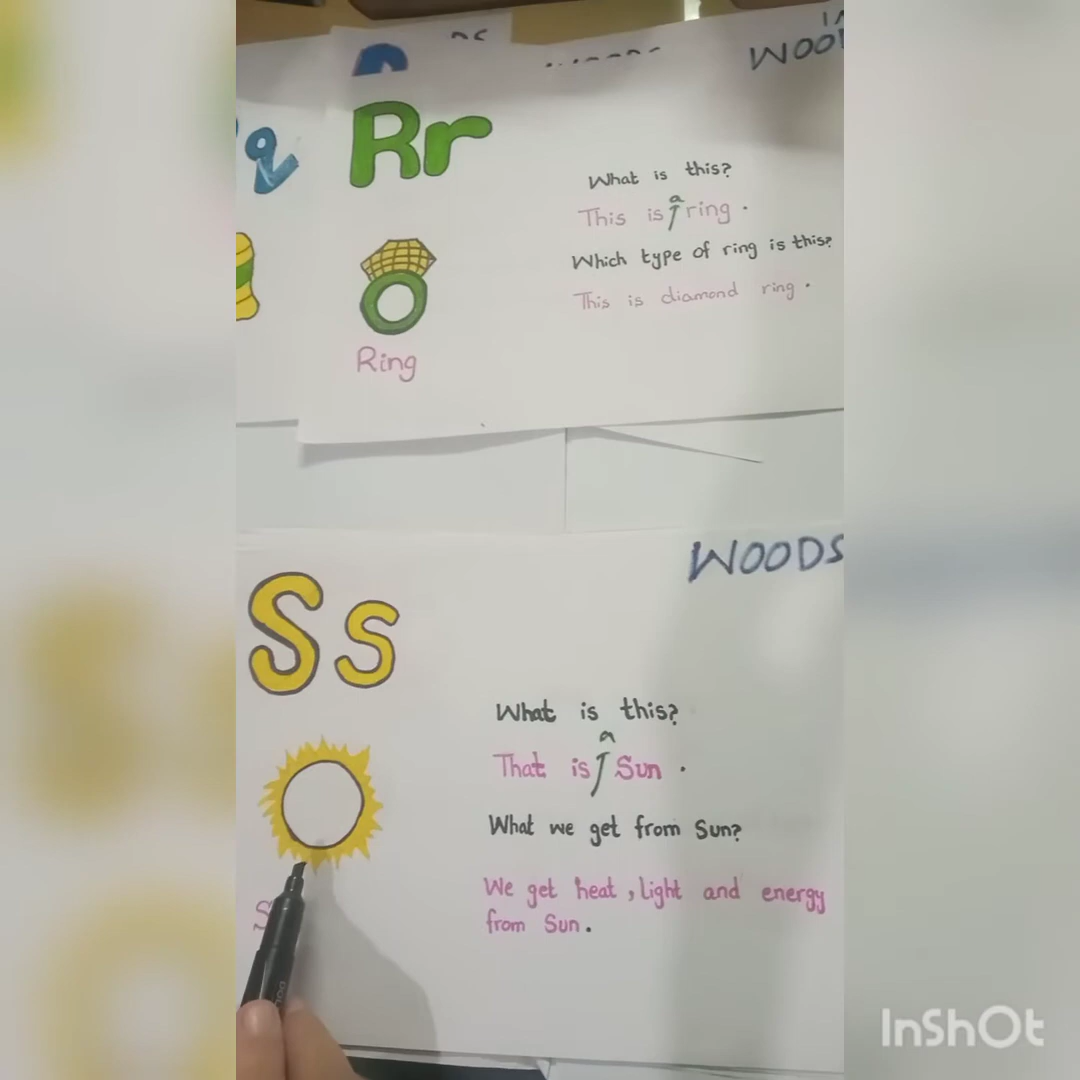 Rr
WOO
What is this?
This is a ring.
Which type of ring is this?
This is diamond ring.
Ring
WOODS
Ss
What is this?
That is a Sun.
What we get from Sun?
We get heat, light and energy
from Sun.
InShOt